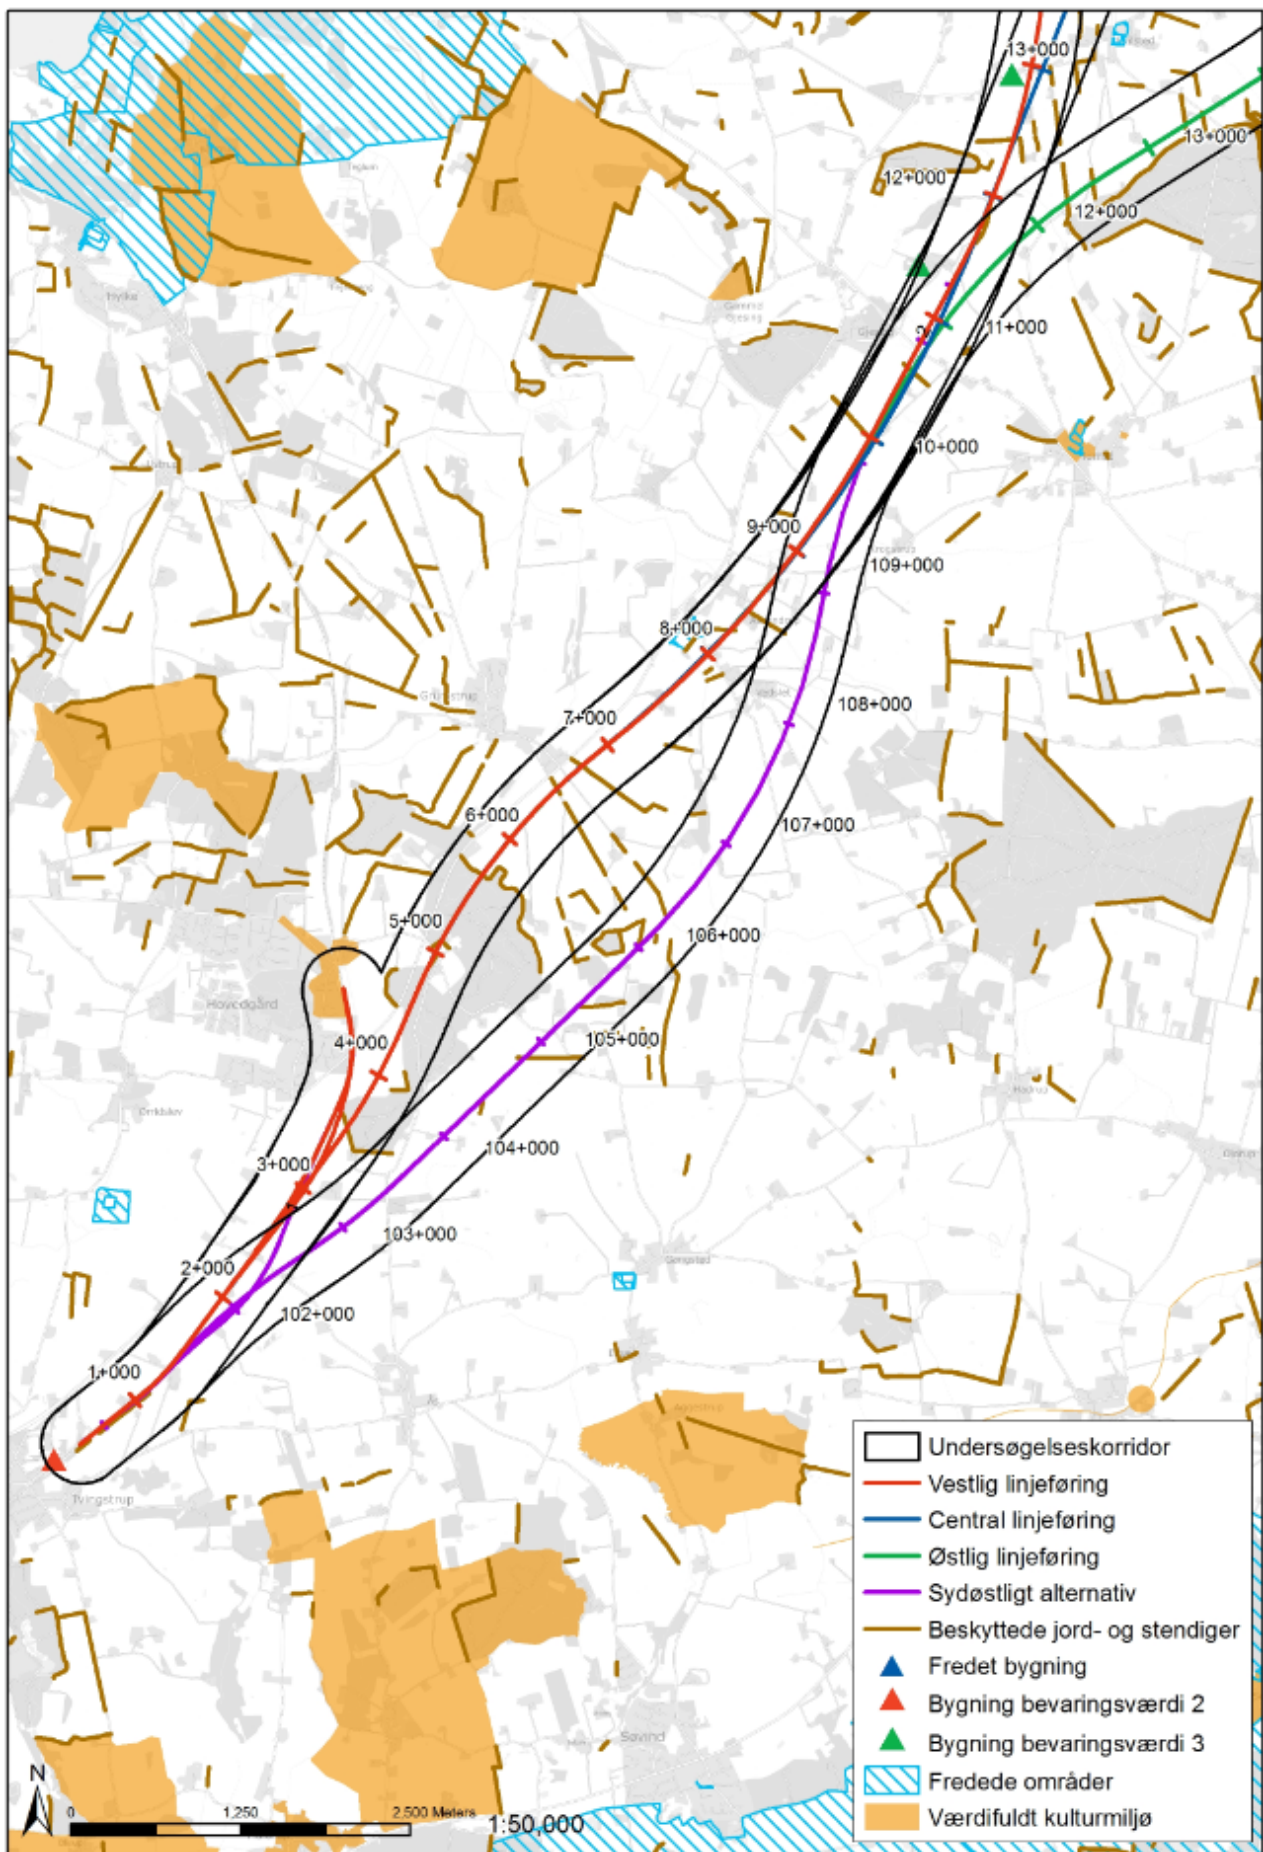 13+000
13+000
12+000
12+000
Hylke
Gjesing
11+000
10+000
9+000
109+000
8+000
Vedslet
108+000
7+000
6+000
107+000
5+000
106+000
Hovedgård
4+000
105+000
104+000
3+000
103+000
2+000
102+000
1+000
Tvingstrup
Søvind
Undersøgelseskorridor
Vestlig linjeføring
Central linjeføring
Østlig linjeføring
Sydøstligt alternativ
Beskyttede jord- og stendiger
Fredet bygning
Bygning bevaringsværdi 2
Bygning bevaringsværdi 3
Fredede områder
Værdifuldt kulturmiljø
N
0 1,250 2,500 Meters
1:50,000